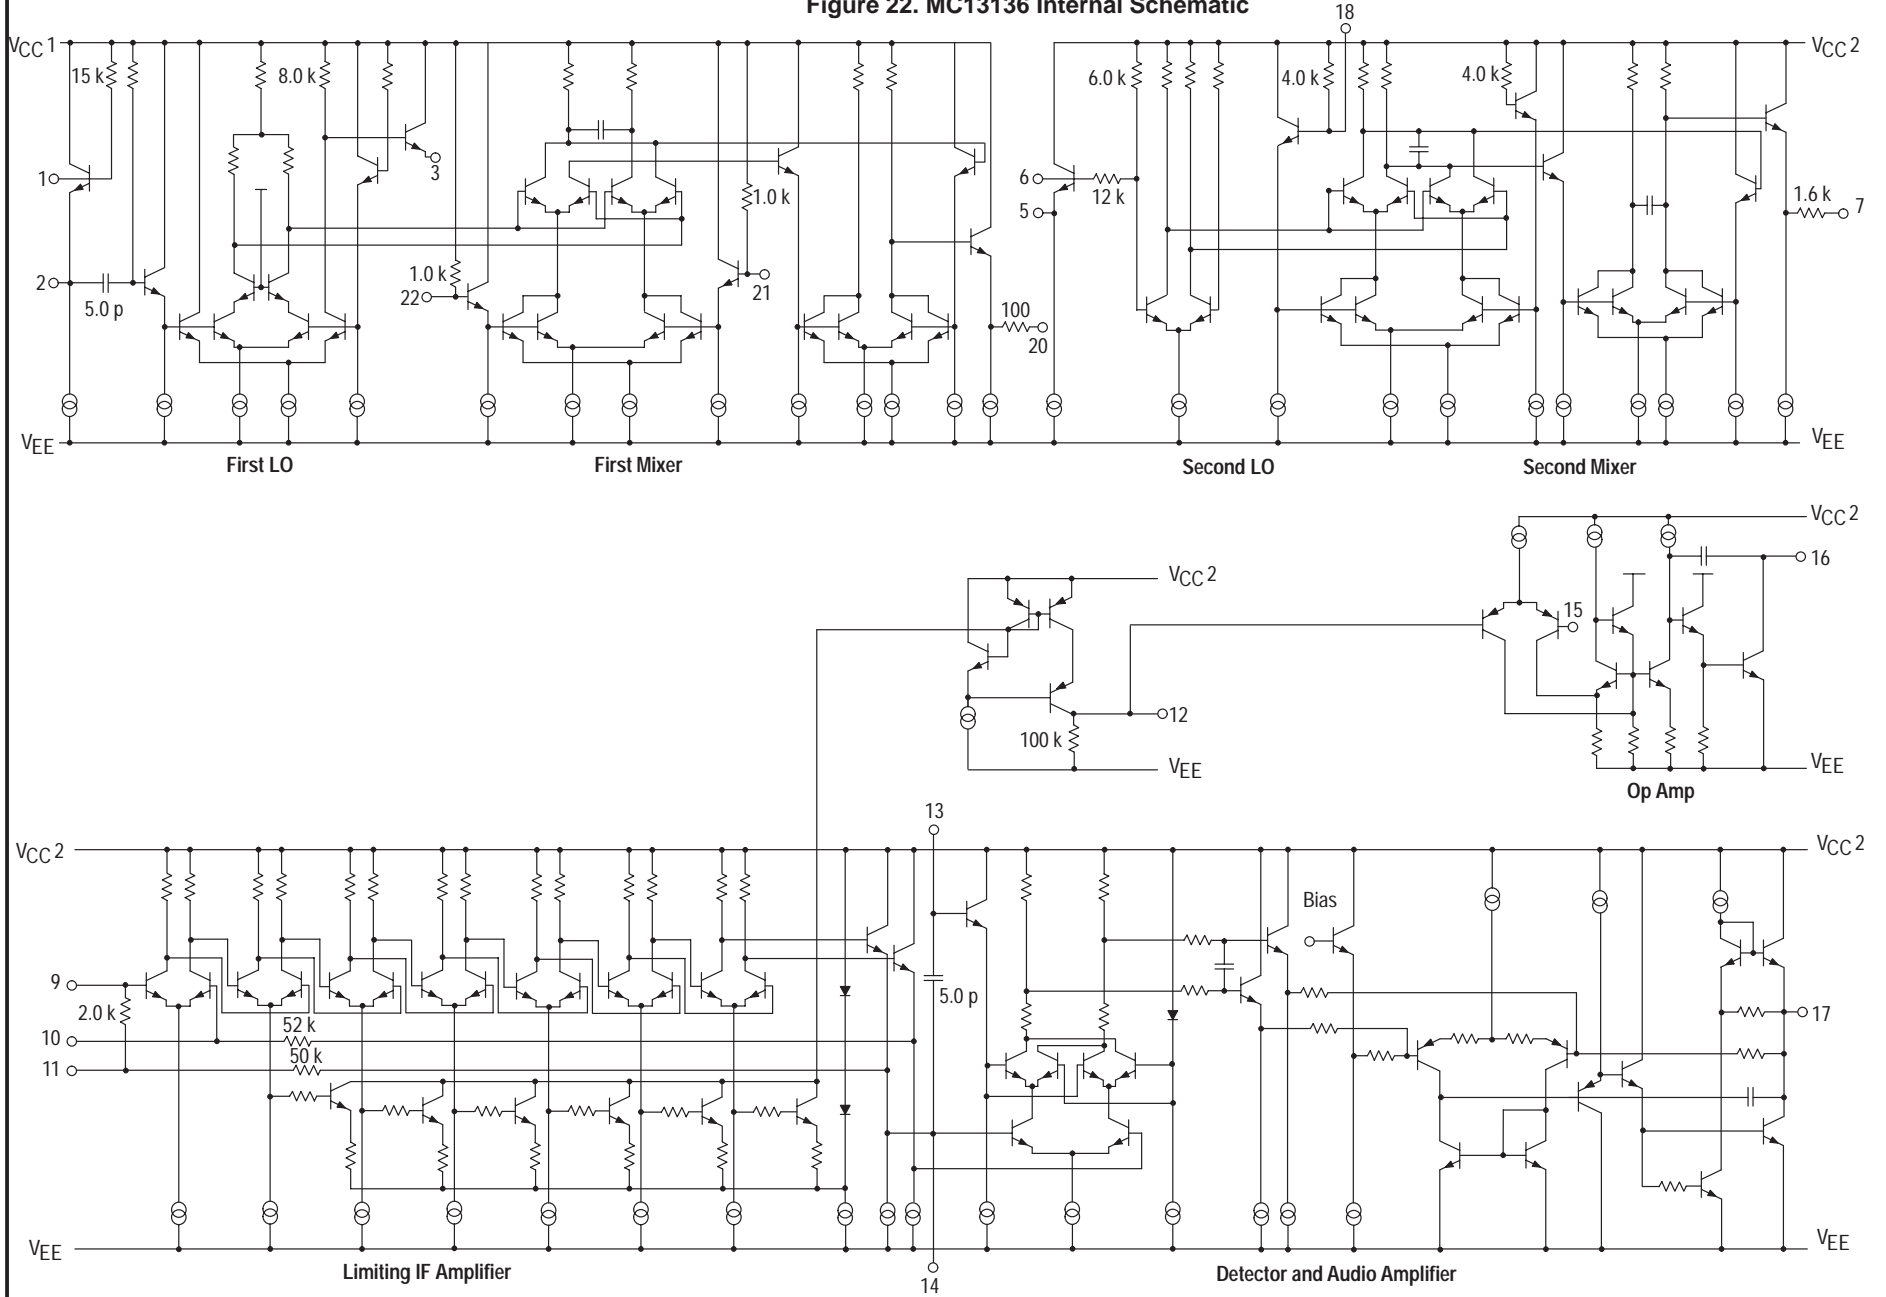 Figure 22. MC13136 Internal Schematic
18
VCC 1
VCC 2
15 k
8.0 k
6.0 k
4.0 k
4.0 k
1
3
6
12 k
5
1.0 k
1.6 k
7
2
5.0 p
1.0 k
22
21
100
20
VEE
VEE
First LO
First Mixer
Second LO
Second Mixer
VCC 2
16
VCC 2
15
12
100 k
VEE
VEE
Op Amp
13
VCC 2
VCC 2
Bias
9
2.0 k
5.0 p
52 k
10
17
50 k
11
VEE
VEE
Limiting IF Amplifier
14
Detector and Audio Amplifier